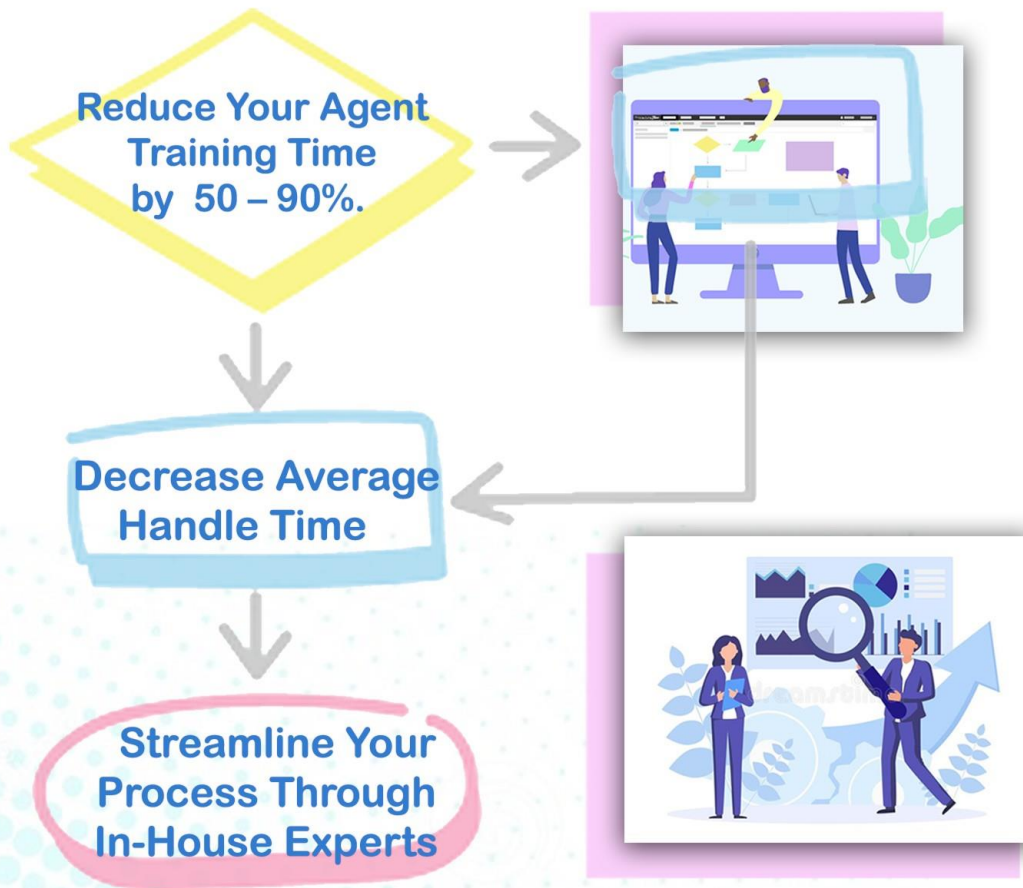 Reduce Your Agent
Training Time
by 50 – 90%.
Decrease Average
Handle Time
Streamline Your
Process Through
In-House Experts